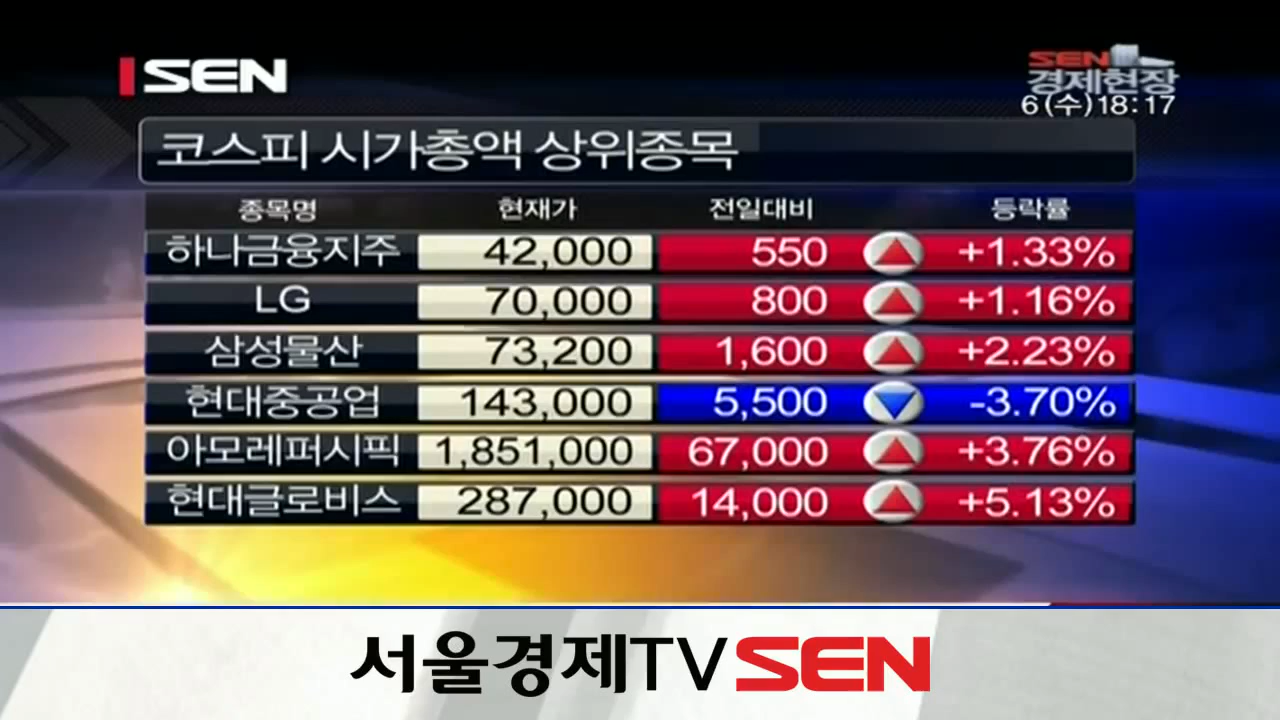 SEN
SEN
경제현장
6(수)18:17
코스피 시가총액 상위종목
종목명 현재가 전일대비 등락률
하나금융지주 42,000 550 +1.33%
LG 70,000 800 +1.16%
삼성물산 73,200 1,600 +2.23%
현대중공업 143,000 5,500 -3.70%
아모레퍼시픽 1,851,000 67,000 +3.76%
현대글로비스 287,000 14,000 +5.13%
서울경제TV SEN